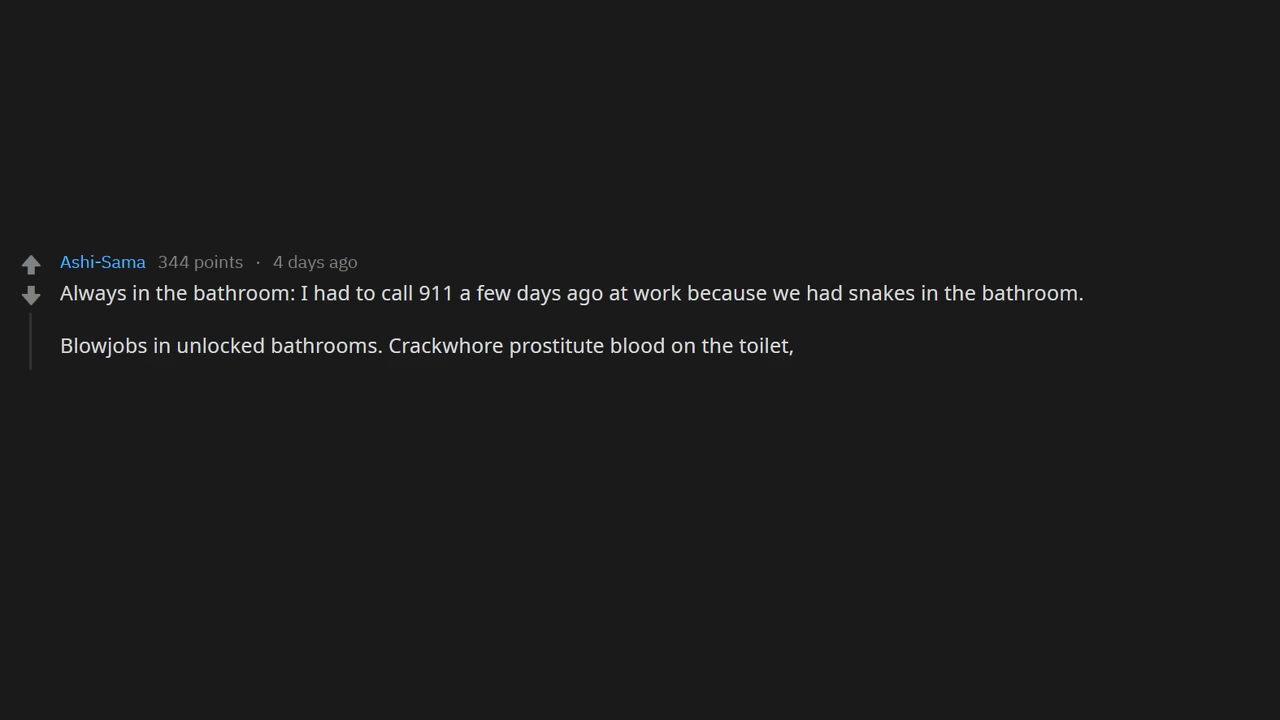 Ashi-Sama 344 points · 4 days ago
Always in the bathroom: I had to call 911 a few days ago at work because we had snakes in the bathroom.
Blowjobs in unlocked bathrooms. Crackwhore prostitute blood on the toilet,